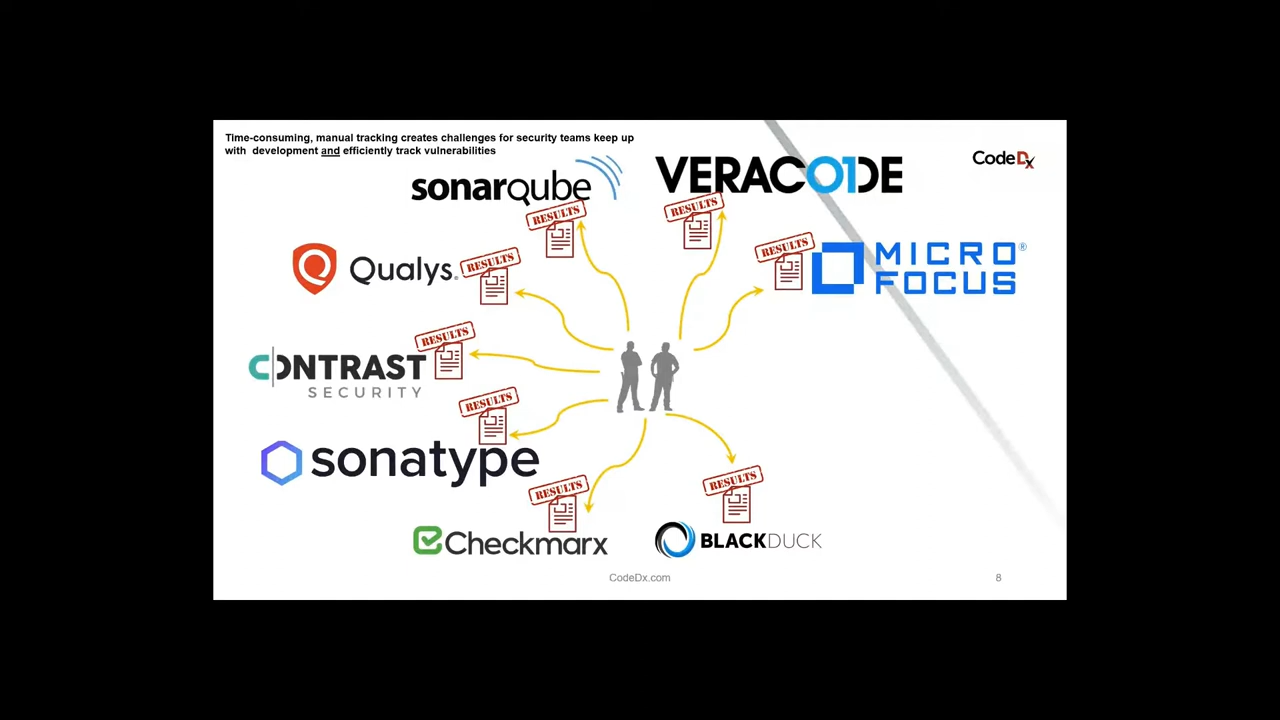 Time-consuming, manual tracking creates challenges for security teams keep up
with development and efficiently track vulnerabilities
CodeDx
sonarqube
VERACODE
RESULTS
RESULTS
Qualys.
RESULTS
RESULTS
MICRO®
FOCUS
CONTRAST
SECURITY
RESULTS
RESULTS
sonatype
RESULTS
RESULTS
Checkmarx
BLACKDUCK
CodeDx.com
8